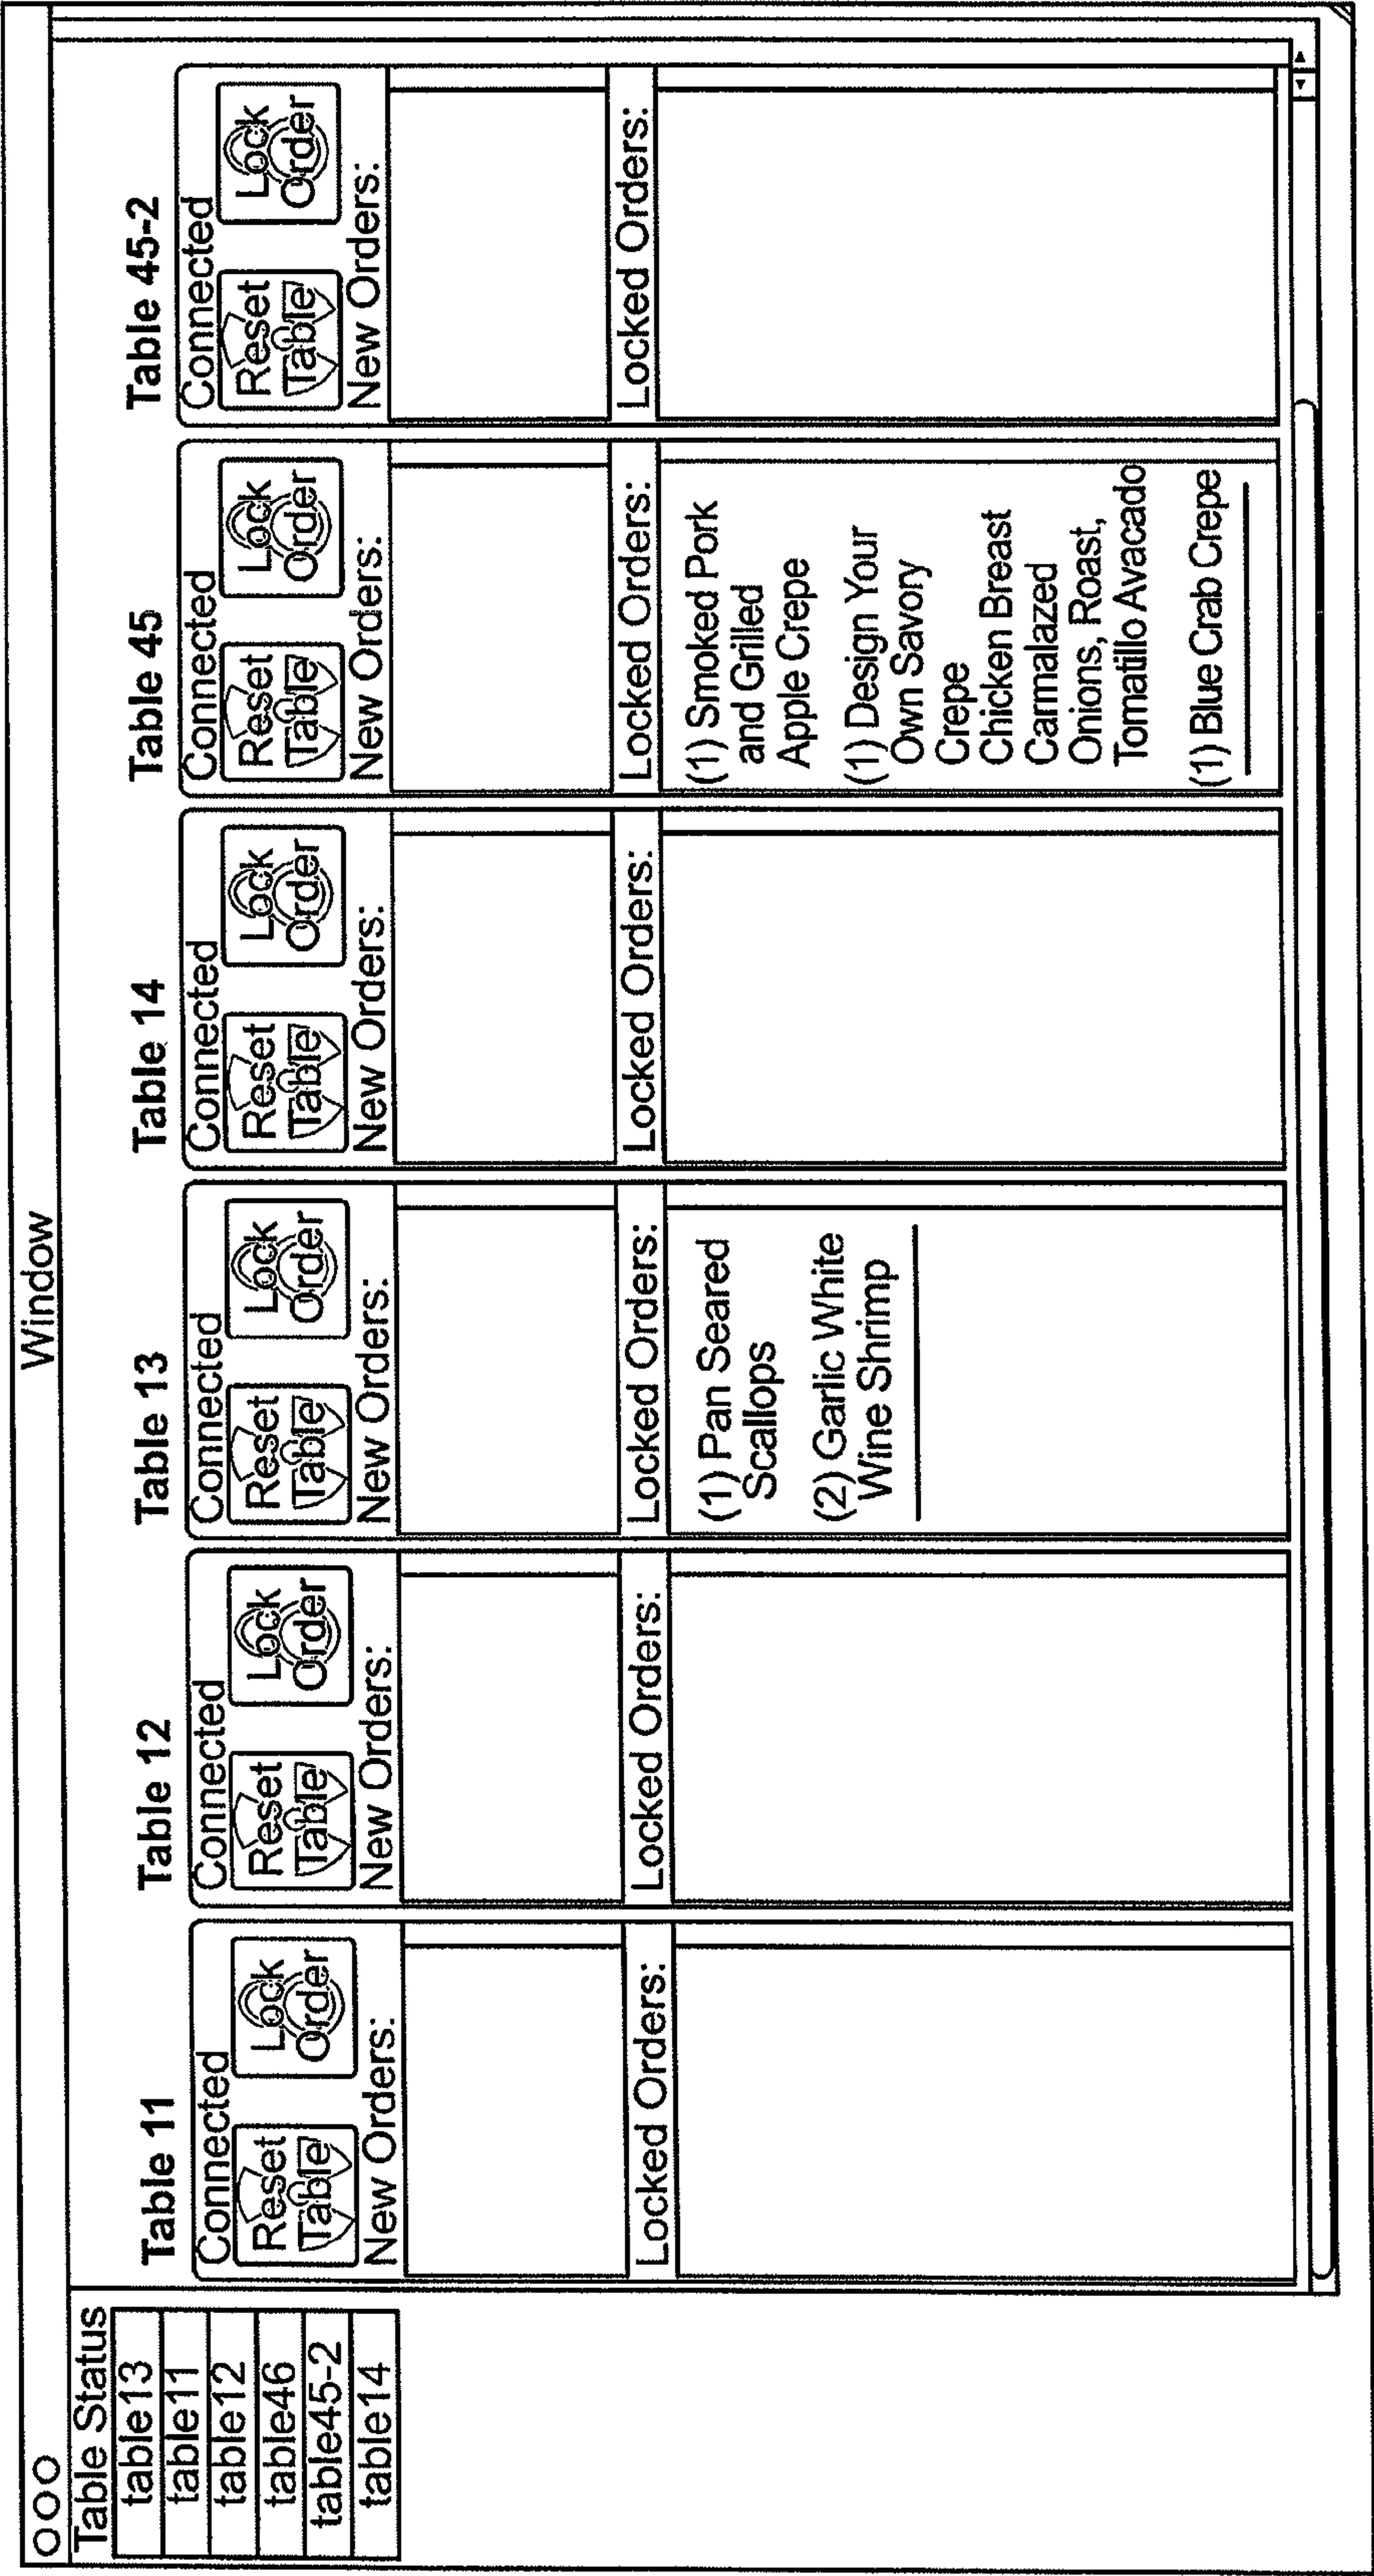 Window
Table Status
table13
table11
table12
table46
table45-2
table14
Table 11
Connected
Reset
Table
Lock
Order
New Orders:
Locked Orders:
Table 12
Connected
Reset
Table
Lock
Order
New Orders:
Locked Orders:
Table 13
Connected
Reset
Table
Lock
Order
New Orders:
Locked Orders:
(1) Pan Seared
Scallops
(2) Garlic White
Wine Shrimp
Table 14
Connected
Reset
Table
Lock
Order
New Orders:
Locked Orders:
Table 45
Connected
Reset
Table
Lock
Order
New Orders:
Locked Orders:
(1) Smoked Pork
and Grilled
Apple Crepe
(1) Design Your
Own Savory
Crepe
Chicken Breast
Carmalazed
Onions, Roast,
Tomatillo Avacado
(1) Blue Crab Crepe
Table 45-2
Connected
Reset
Table
Lock
Order
New Orders:
Locked Orders: